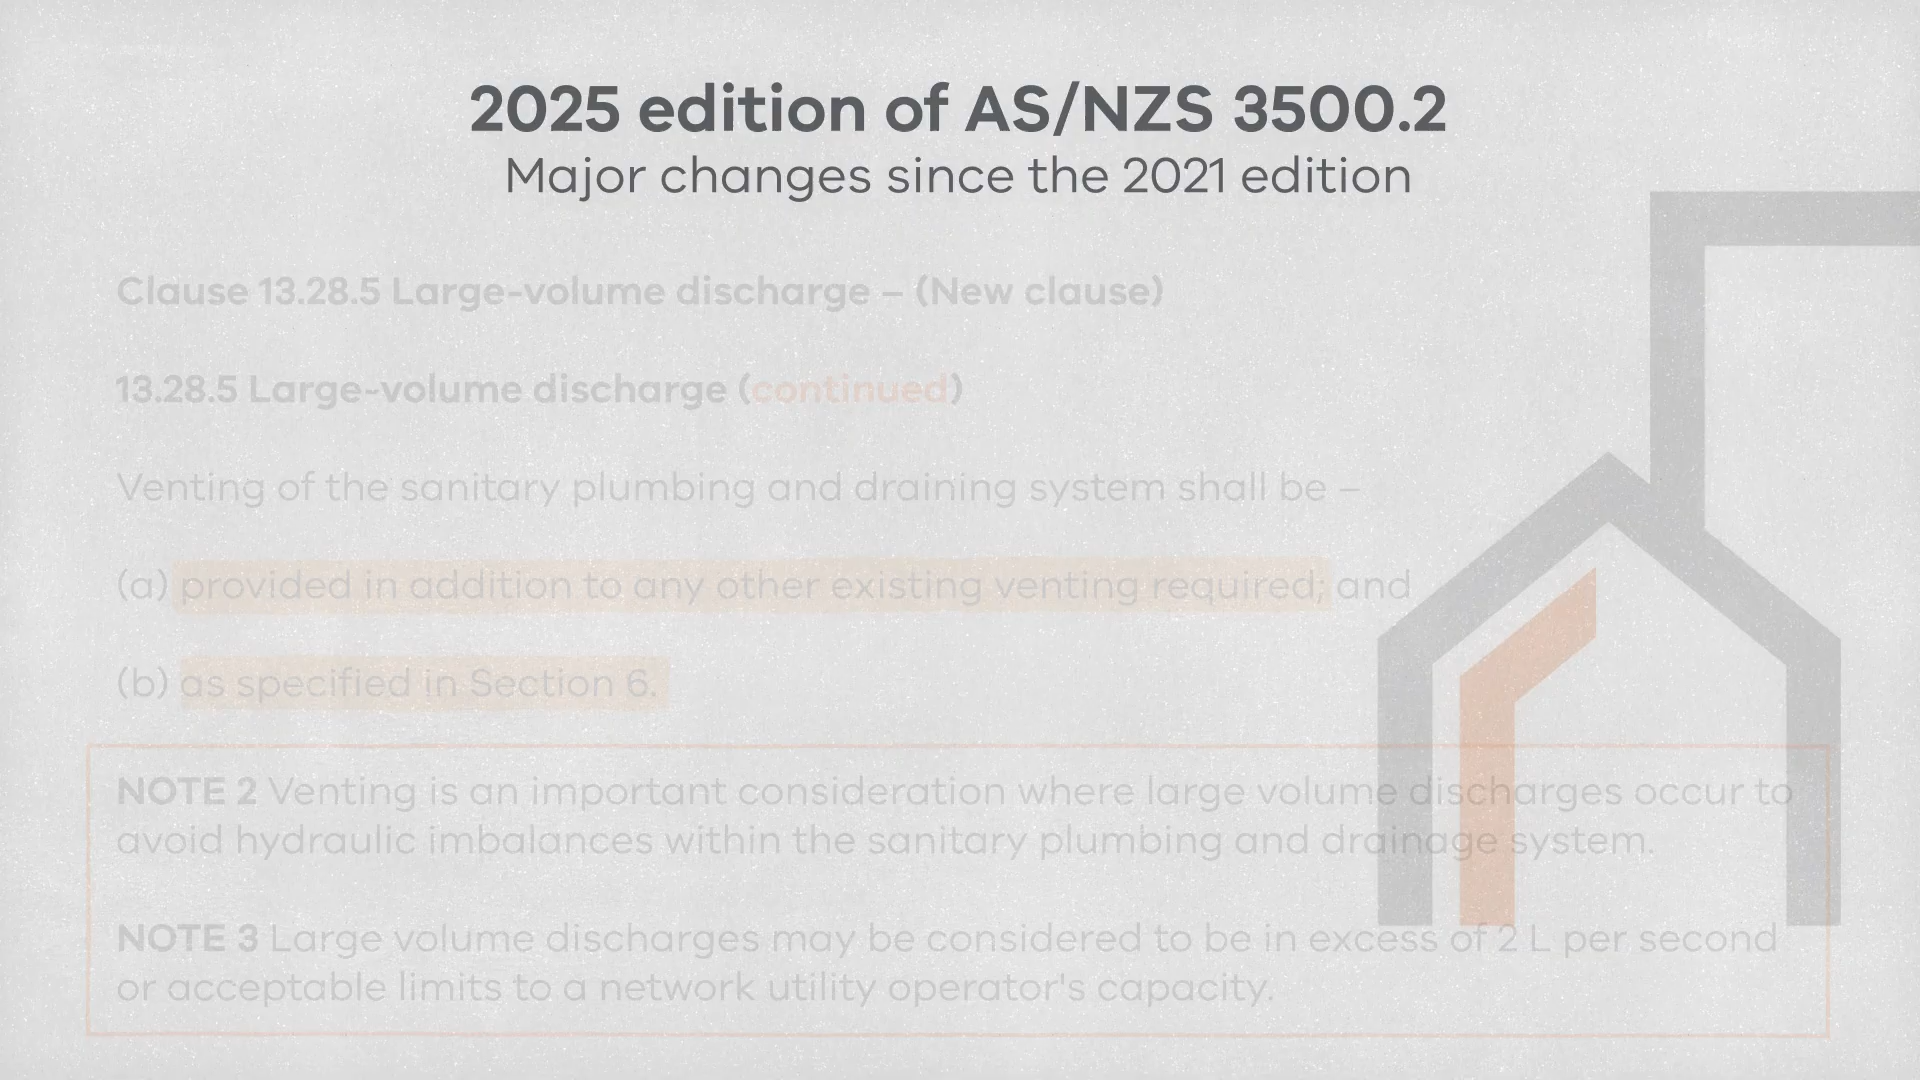 2025 edition of AS/NZS 3500.2
Major changes since the 2021 edition
Clause 13.28.5 Large-volume discharge – (New clause)
13.28.5 Large-volume discharge (continued)
Venting of the sanitary plumbing and draining system shall be –
(a) provided in addition to any other existing venting required; and
(b) as specified in Section 6.
NOTE 2 Venting is an important consideration where large volume discharges occur to
avoid hydraulic imbalances within the sanitary plumbing and drainage system.
NOTE 3 Large volume discharges may be considered to be in excess of 2 L per second
or acceptable limits to a network utility operator's capacity.